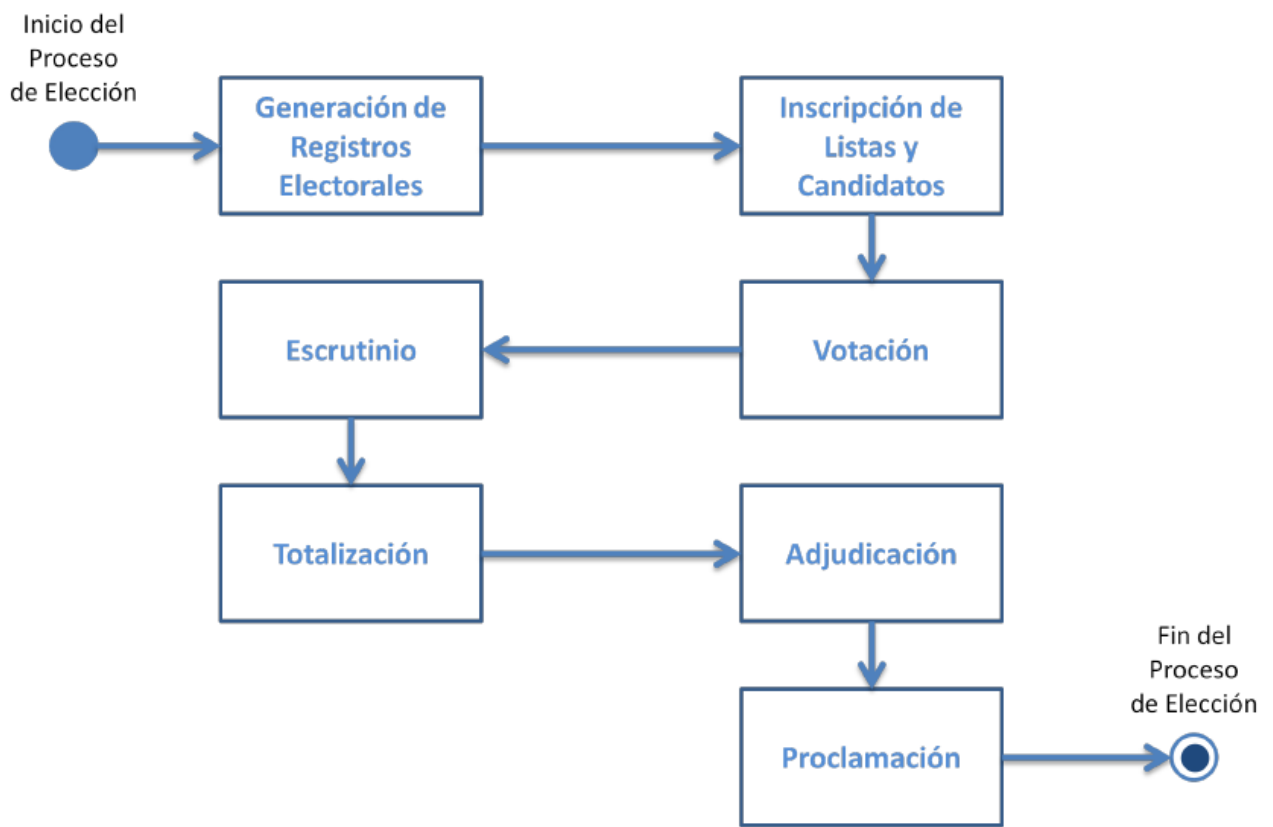 Inicio del
Proceso
de Elección
Generación de
Registros
Electorales
Inscripción de
Listas y
Candidatos
Votación
Escrutinio
Totalización
Adjudicación
Proclamación
Fin del
Proceso
de Elección